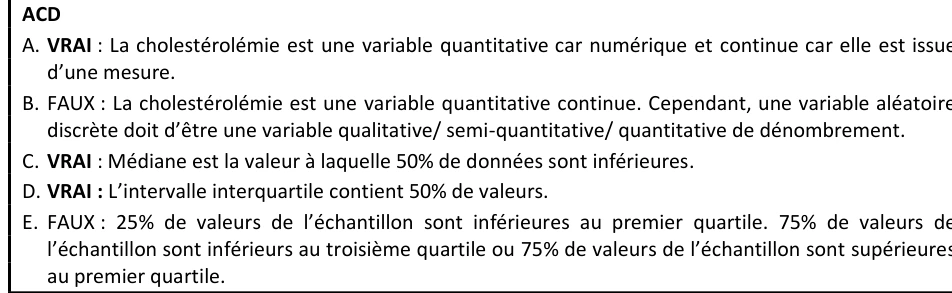 ACD
A. VRAI : La cholestérolémie est une variable quantitative car numérique et continue car elle est issue
d’une mesure.
B. FAUX : La cholestérolémie est une variable quantitative continue. Cependant, une variable aléatoire
discrète doit d’être une variable qualitative/ semi-quantitative/ quantitative de dénombrement.
C. VRAI : Médiane est la valeur à laquelle 50% de données sont inférieures.
D. VRAI : L’intervalle interquartile contient 50% de valeurs.
E. FAUX : 25% de valeurs de l’échantillon sont inférieures au premier quartile. 75% de valeurs de
l’échantillon sont inférieurs au troisième quartile ou 75% de valeurs de l’échantillon sont supérieures
au premier quartile.